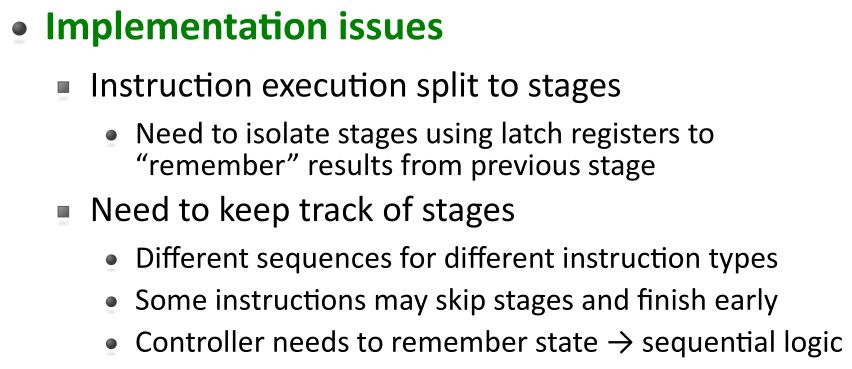 Implementation issues
Instruction execution split to stages
Need to isolate stages using latch registers to
“remember” results from previous stage
Need to keep track of stages
Different sequences for different instruction types
Some instructions may skip stages and finish early
Controller needs to remember state → sequential logic